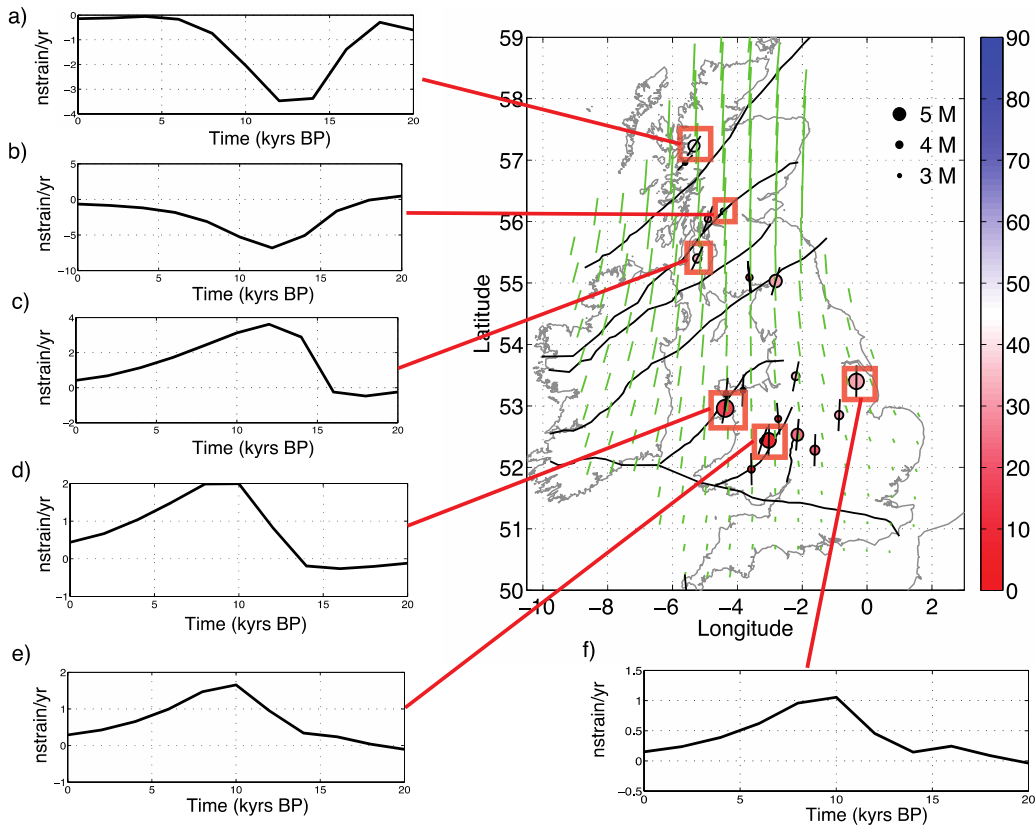 a)
nstrain/yr
0
−1
−2
−3
−4
0 5 10 15 20
Time (kyrs BP)
b)
nstrain/yr
5
0
−5
−10
0 5 10 15 20
Time (kyrs BP)
c)
nstrain/yr
4
2
0
−2
0 5 10 15 20
Time (kyrs BP)
d)
nstrain/yr
2
1
0
−1
0 5 10 15 20
Time (kyrs BP)
e)
nstrain/yr
2
1
0
−1
0 5 10 15 20
Time (kyrs BP)
Latitude
59
58
57
56
55
54
53
52
51
50
−10 −8 −6 −4 −2 0 2
Longitude
5 M
4 M
3 M
90
80
70
60
50
40
30
20
10
0
f)
nstrain/yr
1.5
1
0.5
0
−0.5
0 5 10 15 20
Time (kyrs BP)